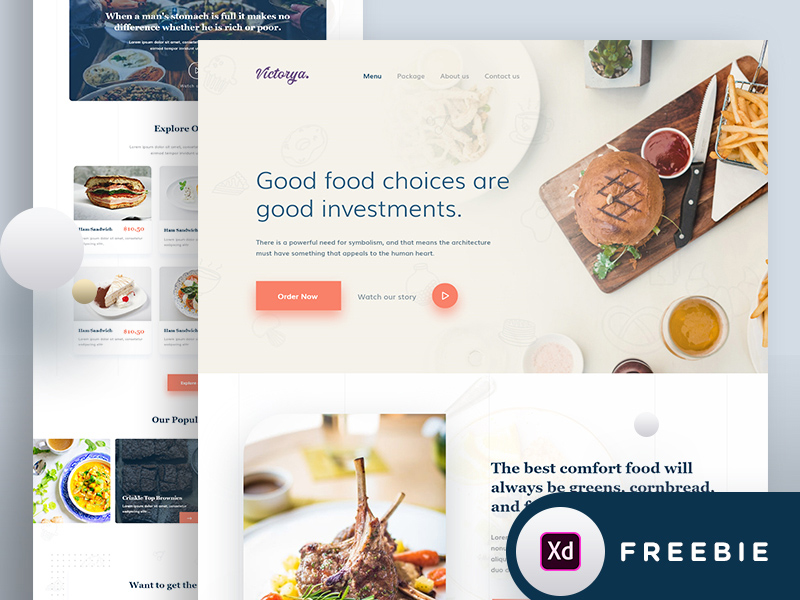 When a man's stomach is full it makes no
difference whether he is rich or poor.
Explore O
Ham Sandwich $10.50
Ham Sandwich
Ham Sandwich $10.50
Ham Sandwich
Explore
Our Popul
Crinkle Top Brownies
Want to get the
Victorya.
Menu Package About us Contact us
Good food choices are
good investments.
There is a powerful need for symbolism, and that means the architecture
must have something that appeals to the human heart.
Order Now Watch our story
The best comfort food will
always be greens, cornbread,
and f
Xd FREEBIE